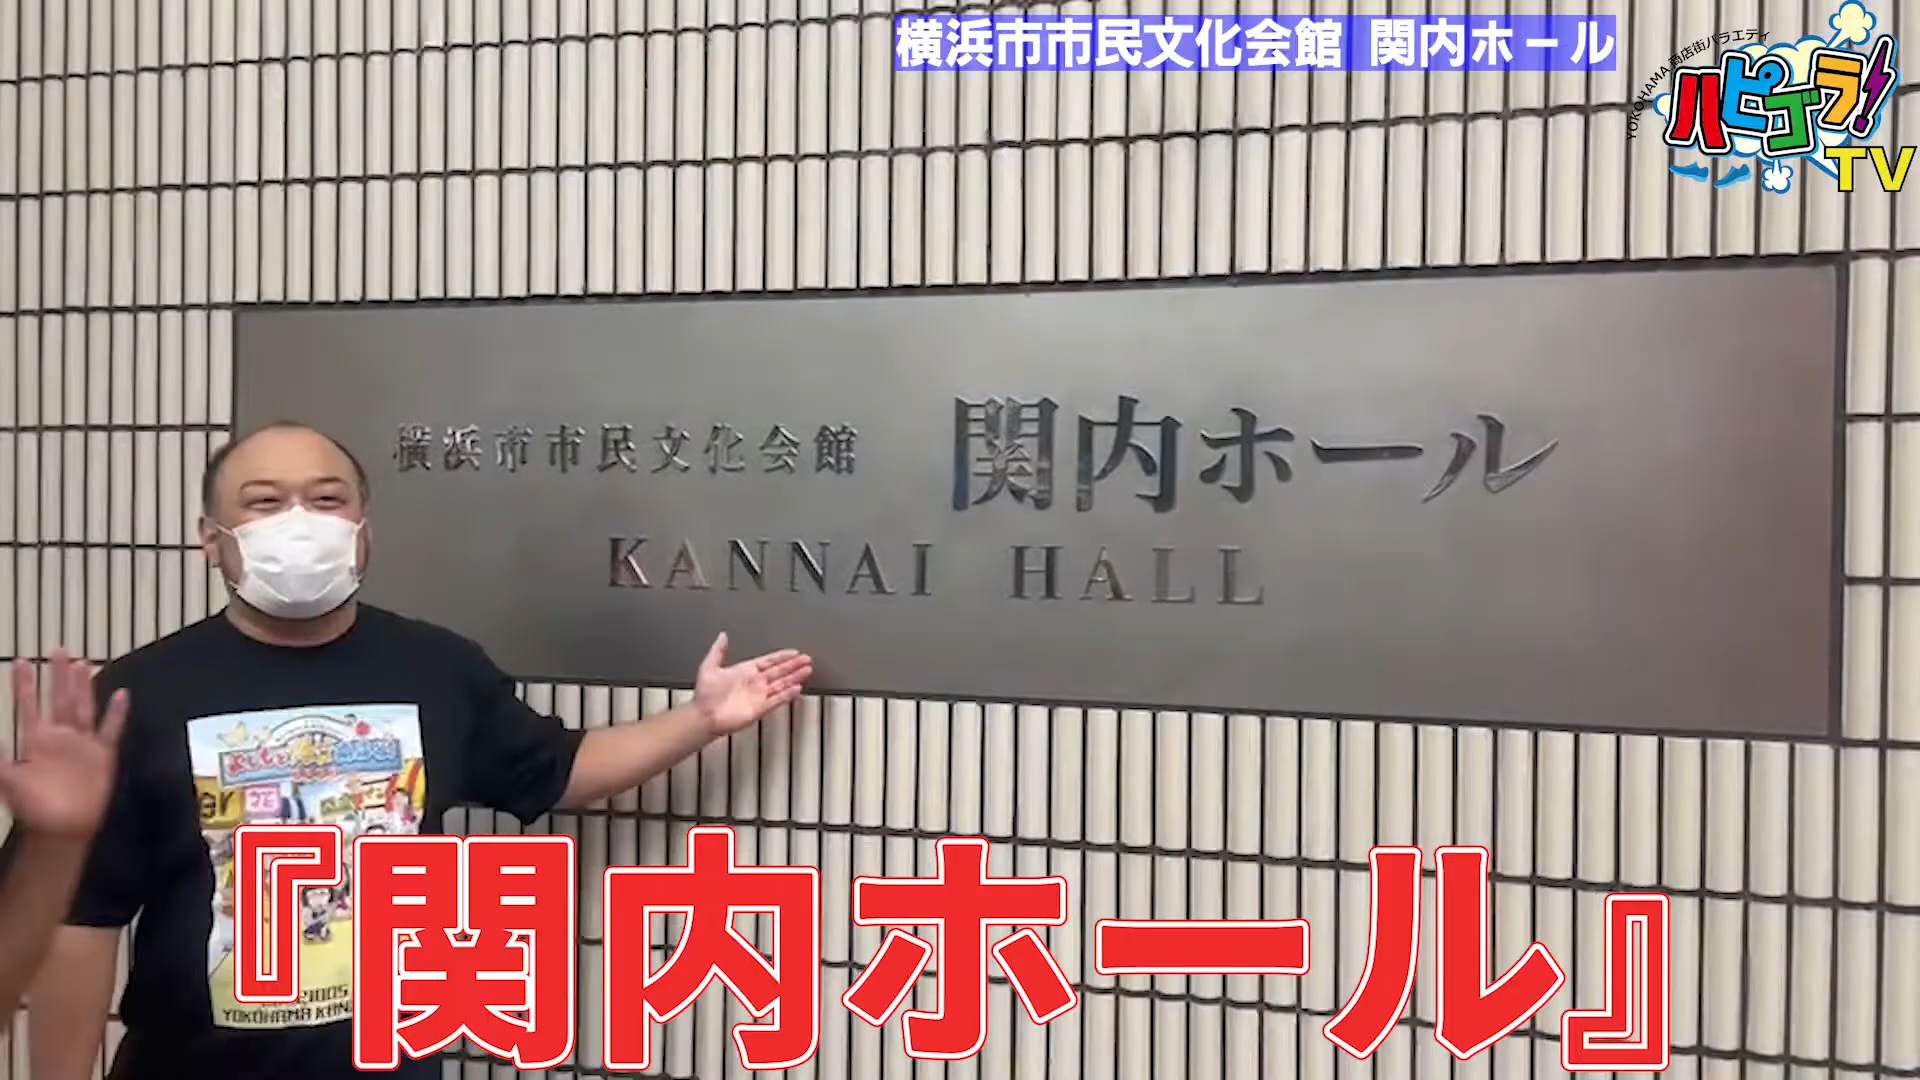 横浜市市民文化会館 関内ホール
YOKOHAMA 商店街バラエティ
ハピゴラ!
TV
横浜市市民文化会館 関内ホール
KANNAI HALL
『関内ホール』